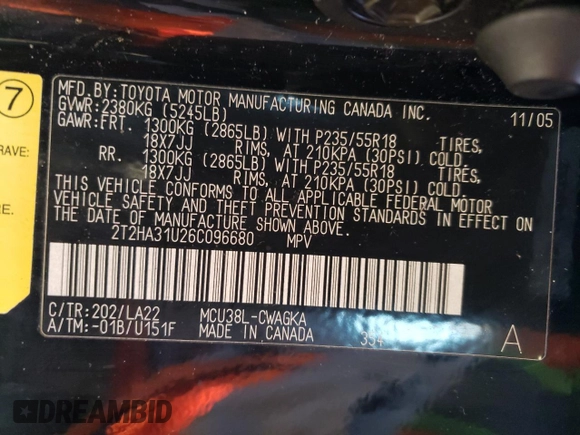 7
RAVE:
MFD.BY:TOYOTA MOTOR MANUFACTURING CANADA INC. 11/05
GVWR:2380KG (5245LB)
GAWR:FRT. 1300KG (2865LB) WITH P235/55R18 TIRES,
18X7JJ RIMS, AT 210KPA (30PSI) COLD.
RR. 1300KG (2865LB) WITH P235/55R18 TIRES,
18X7JJ RIMS, AT 210KPA (30PSI) COLD.
THIS VEHICLE CONFORMS TO ALL APPLICABLE FEDERAL MOTOR
VEHICLE SAFETY AND THEFT PREVENTION STANDARDS IN EFFECT ON
THE DATE OF MANUFACTURE SHOWN ABOVE.
2T2HA31U26C096680 MPV
C/TR:202/LA22 MCU38L-CWAGKA
A/TM:-01B/U151F MADE IN CANADA A
DREAMBID